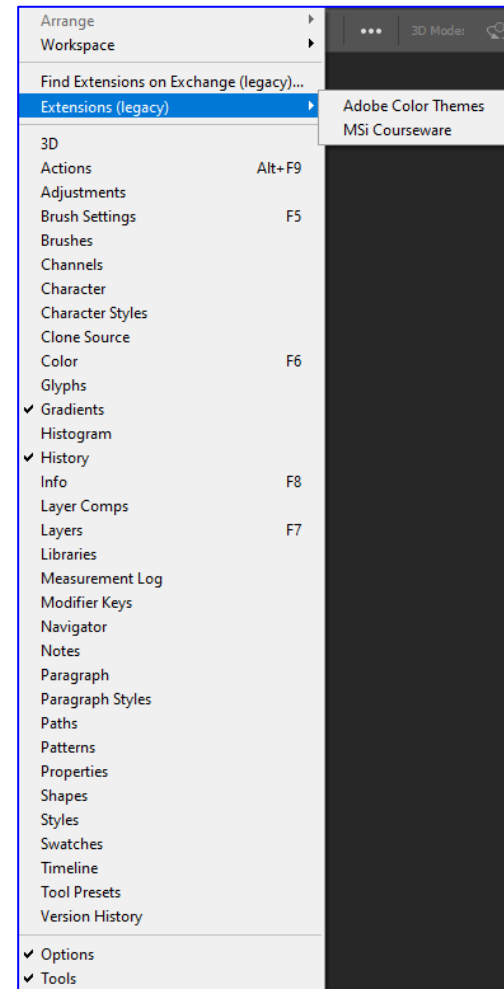 Arrange
Workspace
••• 3D Mode:
Find Extensions on Exchange (legacy)...
Extensions (legacy)
Adobe Color Themes
MSi Courseware
3D
Actions Alt+F9
Adjustments
Brush Settings F5
Brushes
Channels
Character
Character Styles
Clone Source
Color F6
Glyphs
Gradients
Histogram
History
Info F8
Layer Comps
Layers F7
Libraries
Measurement Log
Modifier Keys
Navigator
Notes
Paragraph
Paragraph Styles
Paths
Patterns
Properties
Shapes
Styles
Swatches
Timeline
Tool Presets
Version History
Options
Tools